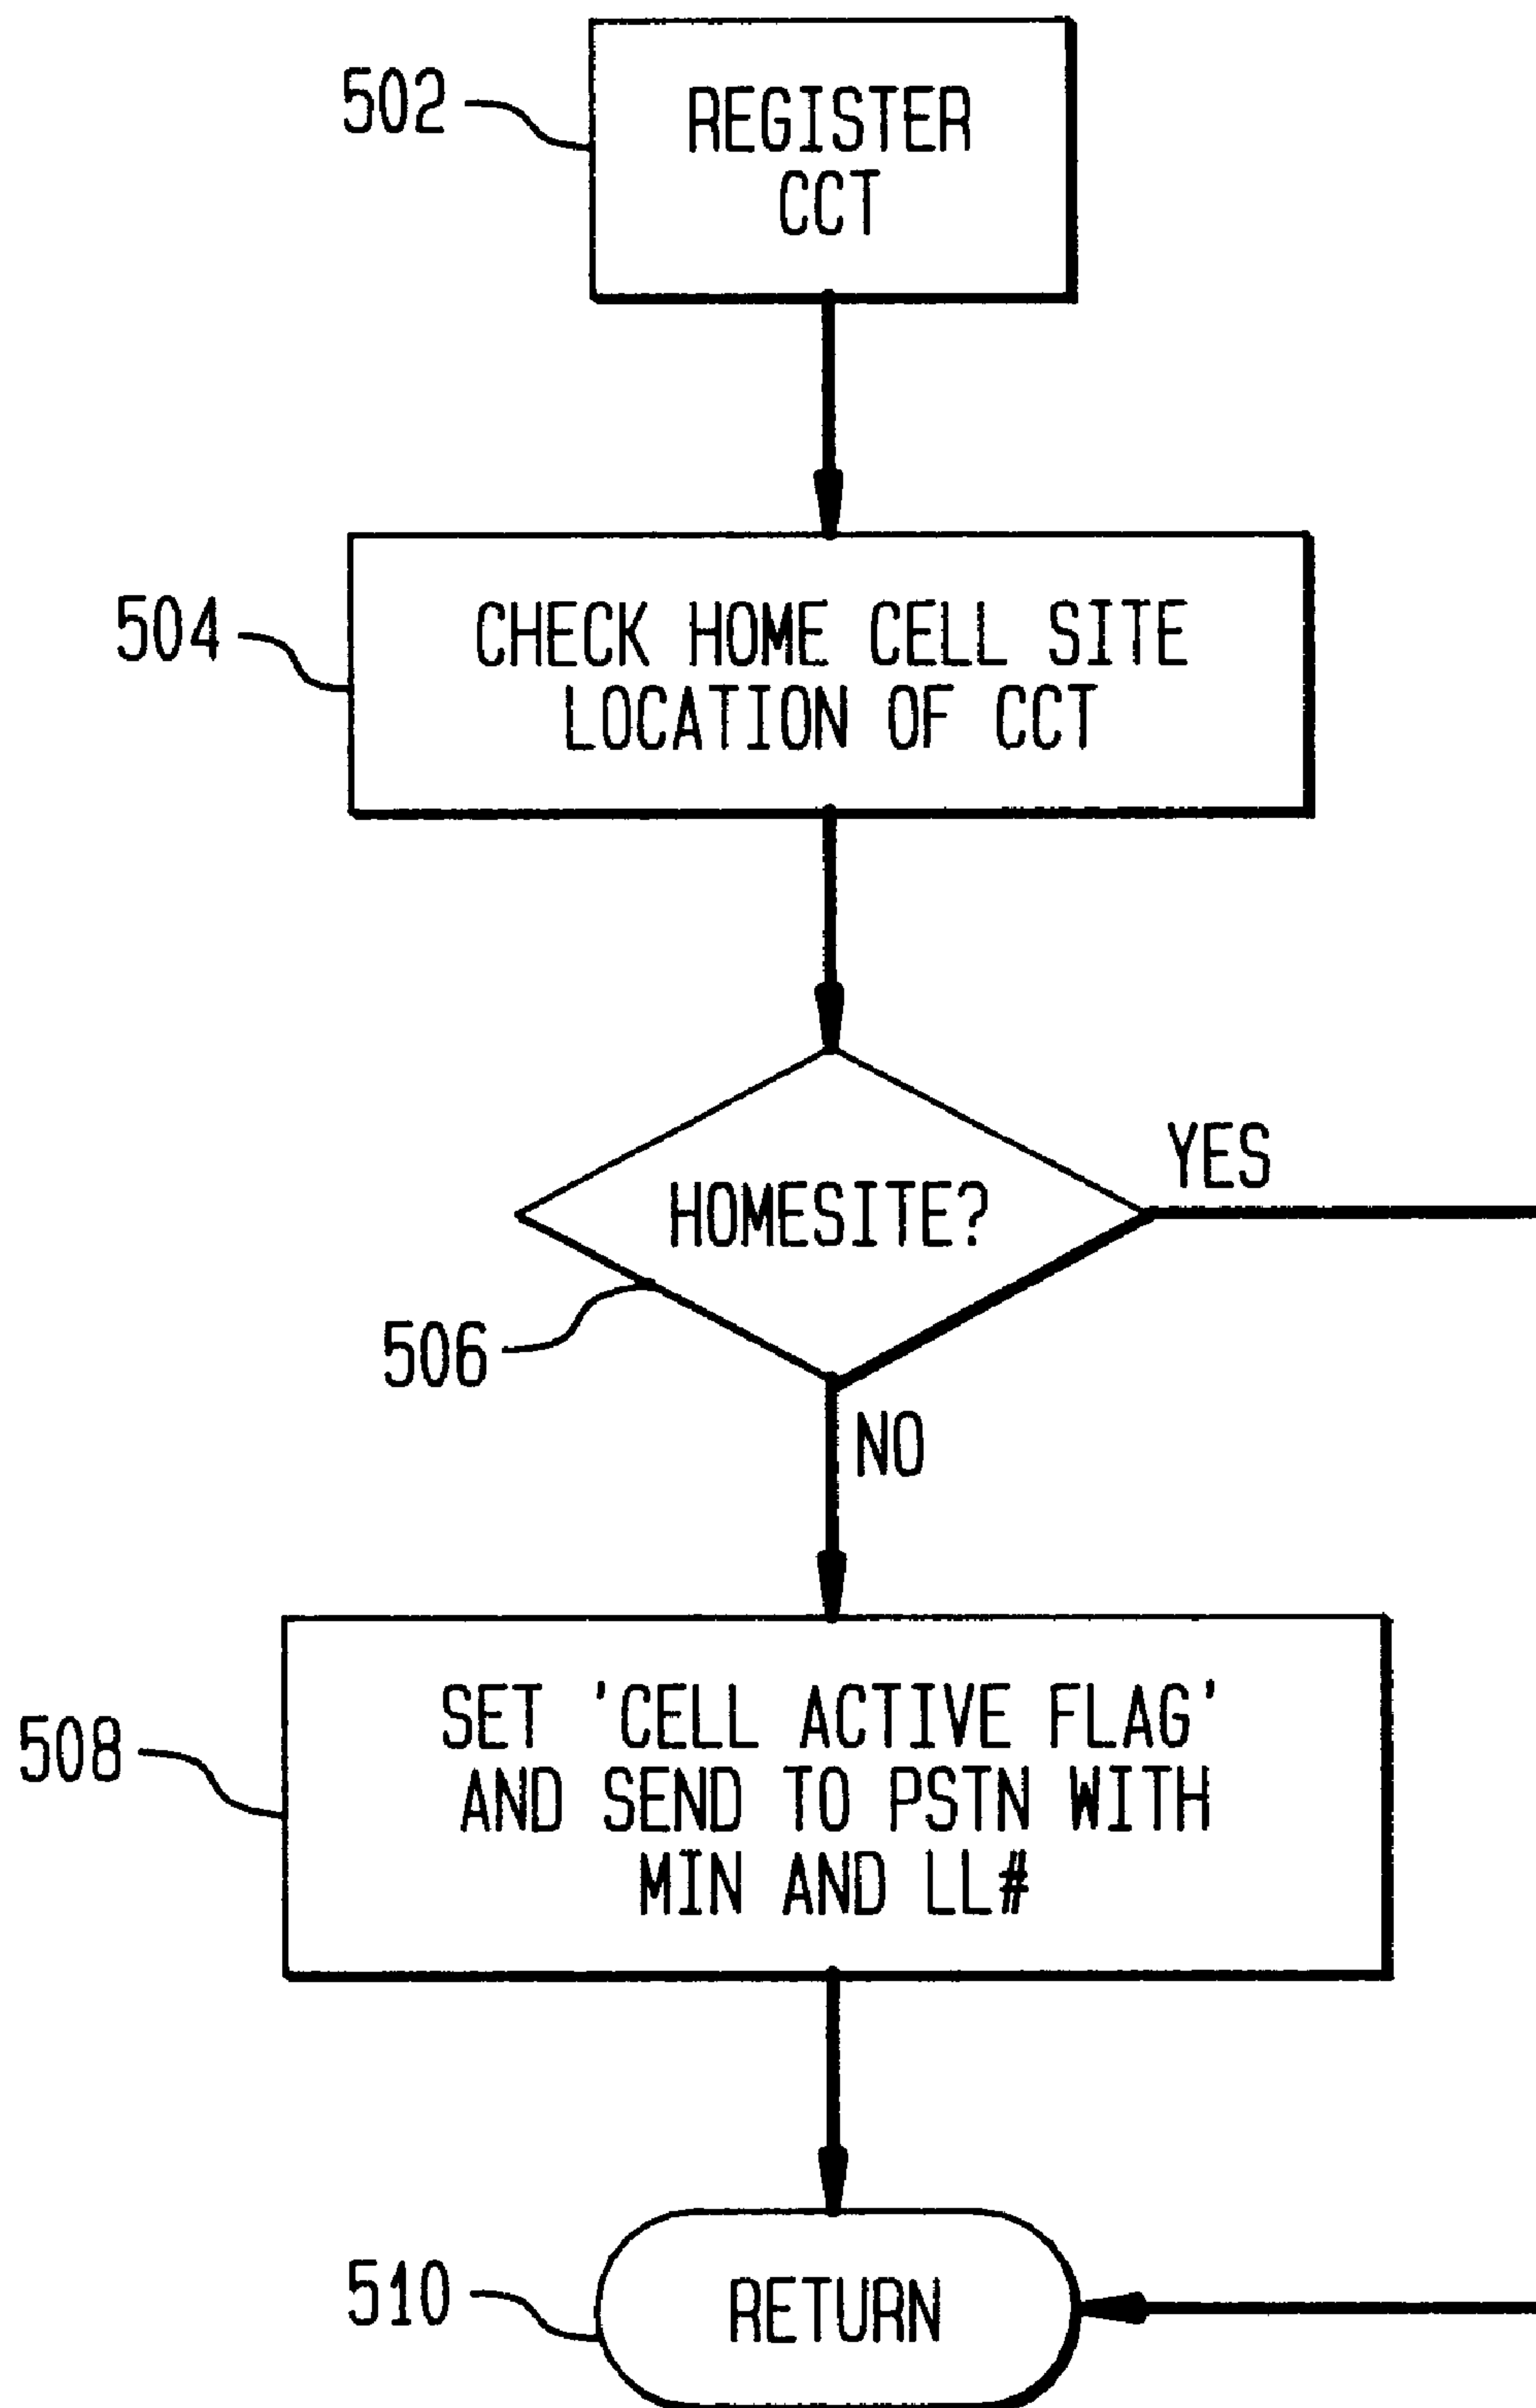 502
REGISTER
CCT
504
CHECK HOME CELL SITE
LOCATION OF CCT
YES
HOMESITE?
506
NO
508
SET 'CELL ACTIVE FLAG'
AND SEND TO PSTN WITH
MIN AND LL#
510
RETURN